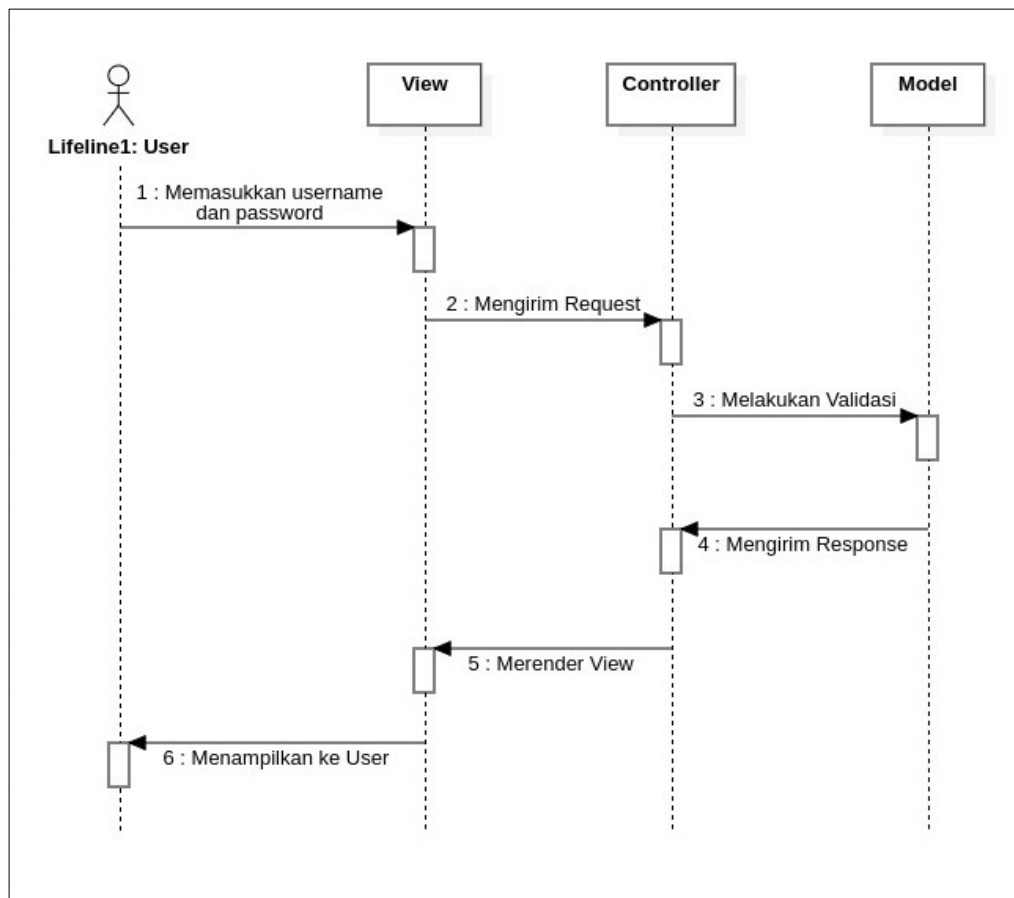 View
Controller
Model
Lifeline1: User
1 : Memasukkan username
dan password
2 : Mengirim Request
3 : Melakukan Validasi
4 : Mengirim Response
5 : Merender View
6 : Menampilkan ke User